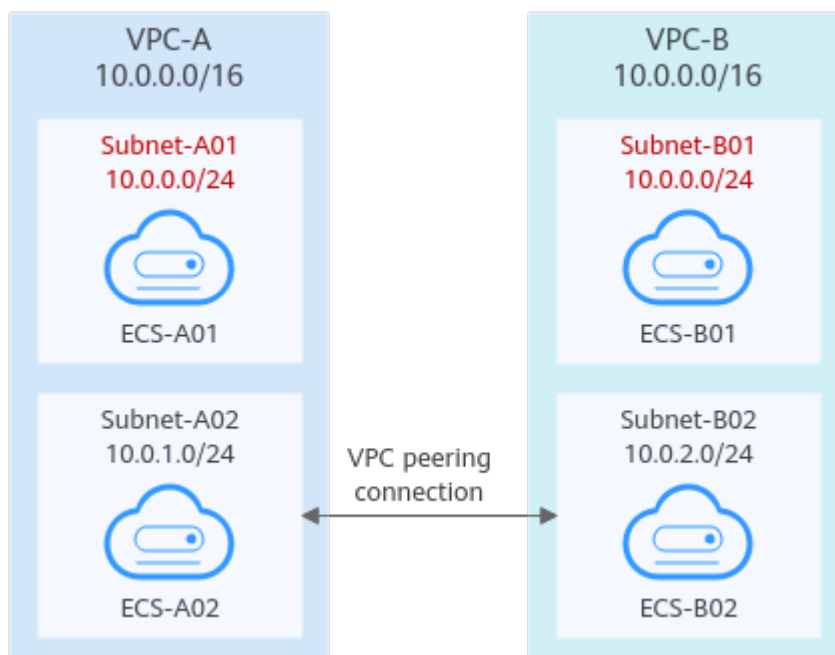 VPC-A
10.0.0.0/16
Subnet-A01
10.0.0.0/24
ECS-A01
Subnet-A02
10.0.1.0/24
ECS-A02
VPC peering
connection
VPC-B
10.0.0.0/16
Subnet-B01
10.0.0.0/24
ECS-B01
Subnet-B02
10.0.2.0/24
ECS-B02